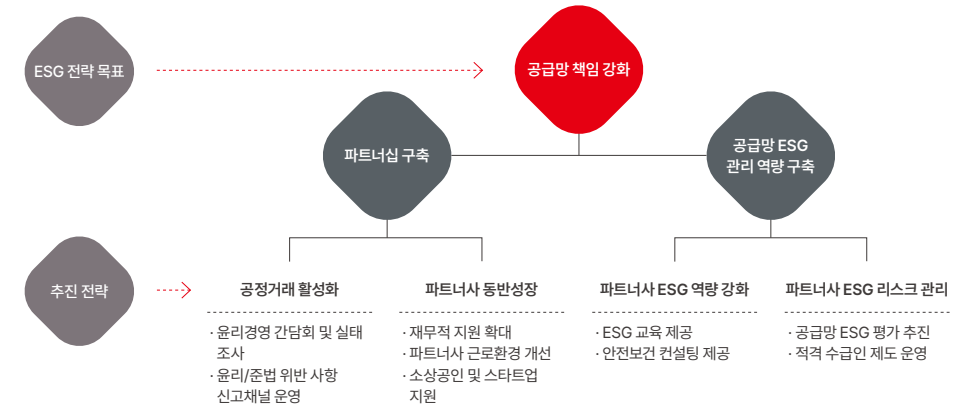 ESG 전략 목표
공급망 책임 강화
파트너십 구축
공급망 ESG
관리 역량 구축
추진 전략
공정거래 활성화
· 윤리경영 간담회 및 실태
조사
· 윤리/준법 위반 사항
신고채널 운영
파트너사 동반성장
· 재무적 지원 확대
· 파트너사 근로환경 개선
· 소상공인 및 스타트업
지원
파트너사 ESG 역량 강화
· ESG 교육 제공
· 안전보건 컨설팅 제공
파트너사 ESG 리스크 관리
· 공급망 ESG 평가 추진
· 적격 수급인 제도 운영